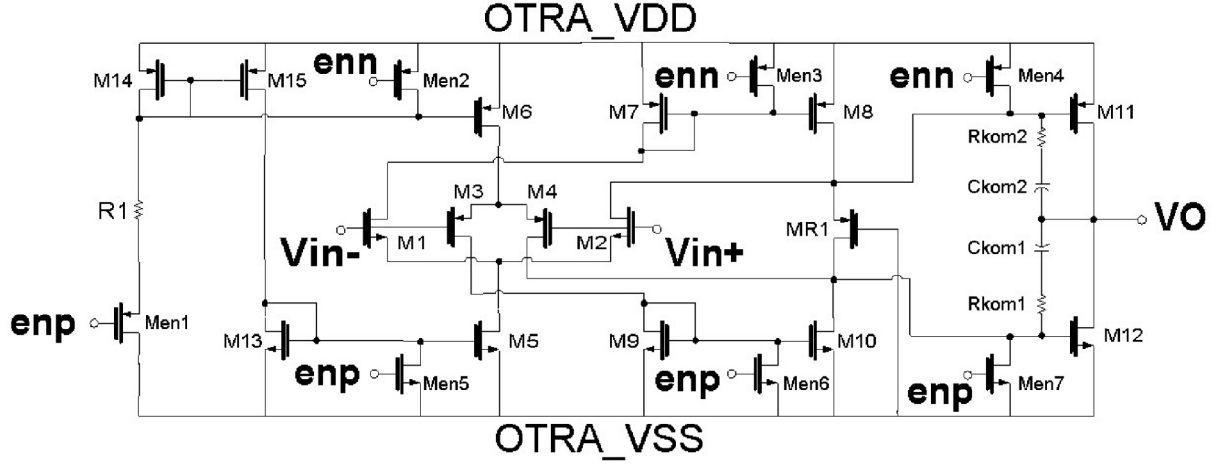 OTRA_VDD
M14
M15
enn
Men2
M6
M7
enn
Men3
M8
enn
Men4
M11
Rkom2
Ckom2
R1
M3
M4
Vin-
M1
M2
Vin+
MR1
VO
Ckom1
Rkom1
enp
Men1
M13
enp
Men5
M5
M9
enp
Men6
M10
enp
Men7
M12
OTRA_VSS